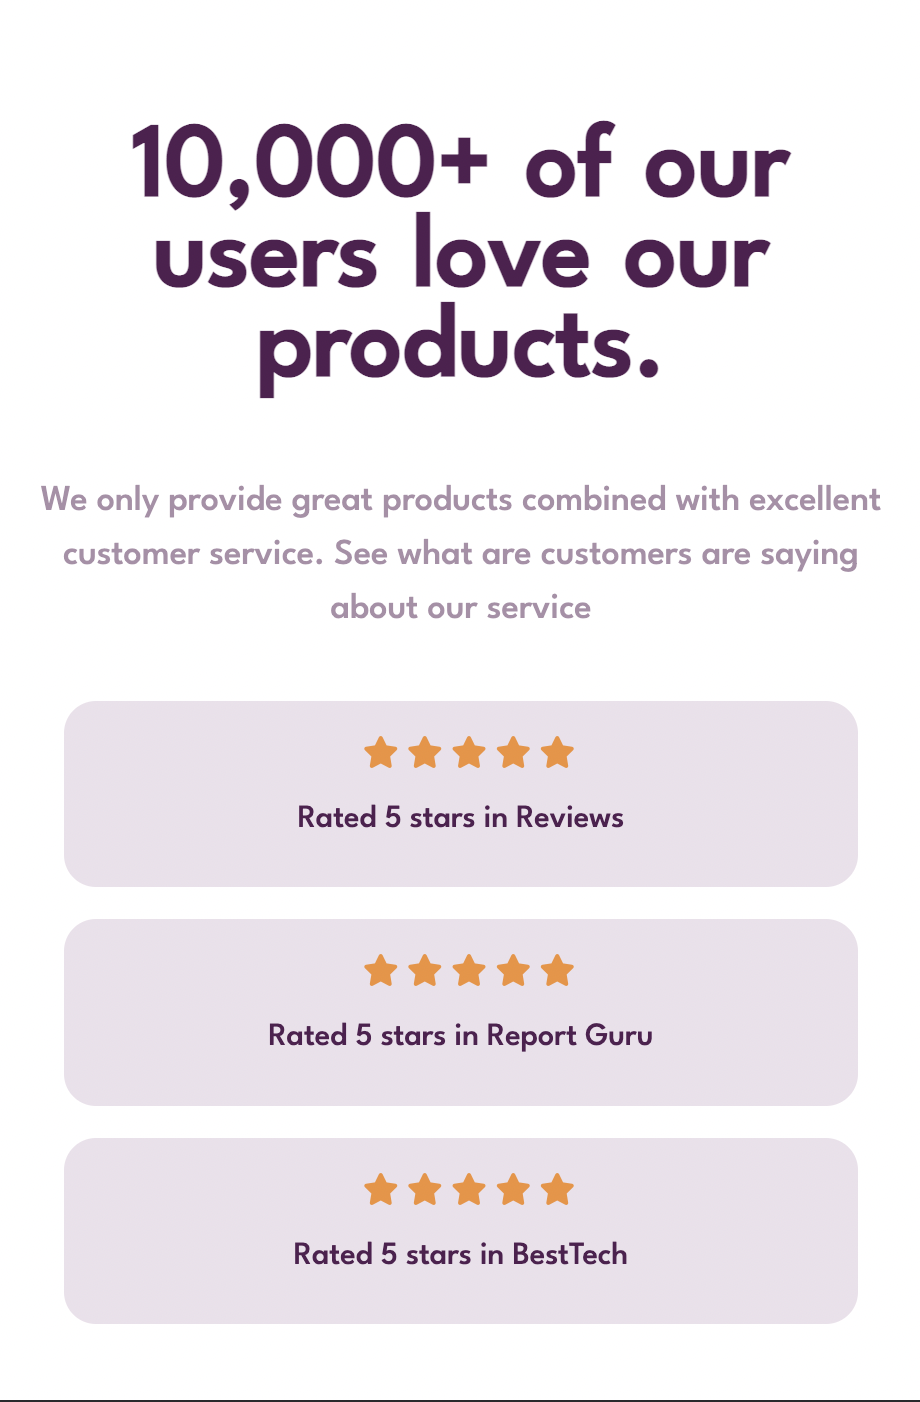 10,000+ of our
users love our
products.
We only provide great products combined with excellent
customer service. See what are customers are saying
about our service
Rated 5 stars in Reviews
Rated 5 stars in Report Guru
Rated 5 stars in BestTech